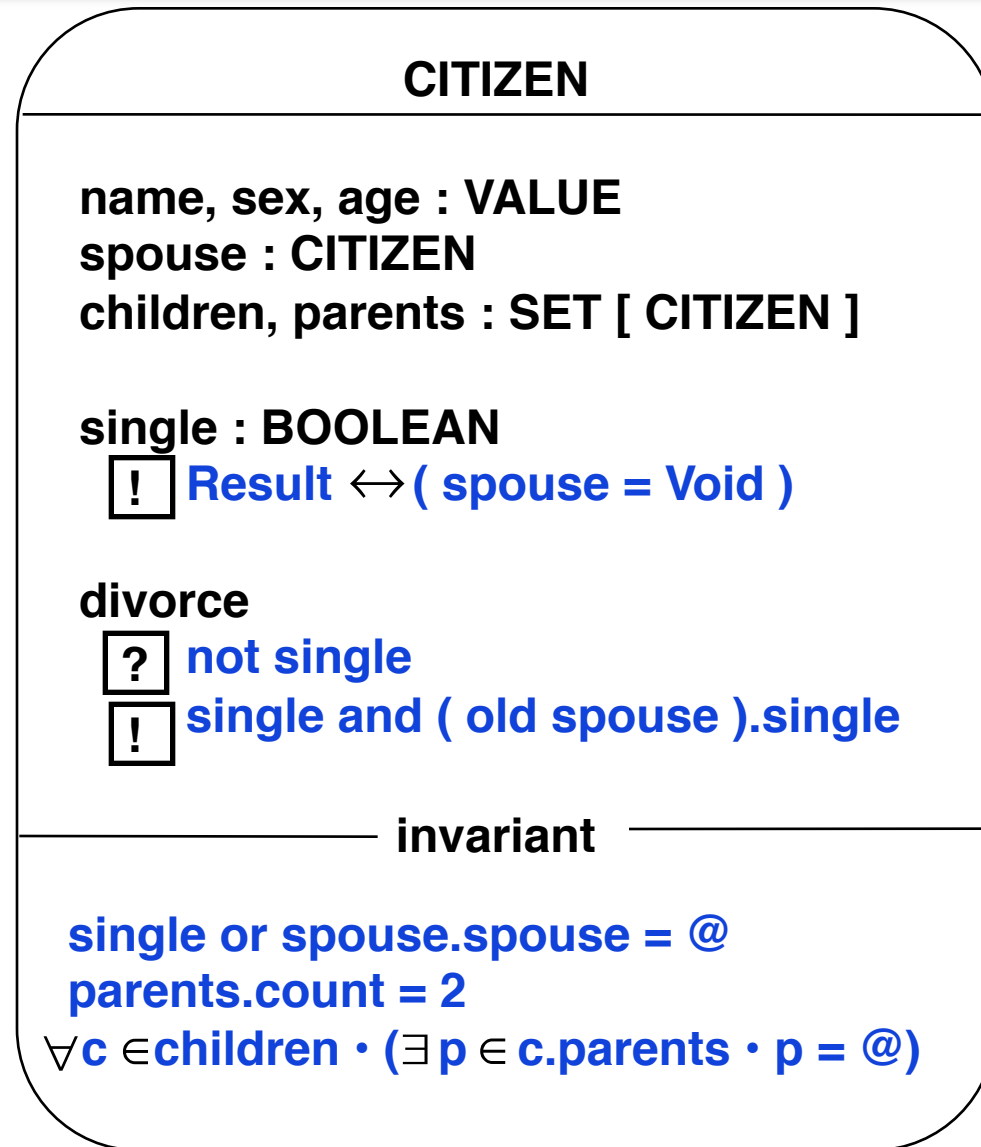 CITIZEN
name, sex, age : VALUE
spouse : CITIZEN
children, parents : SET [ CITIZEN ]
single : BOOLEAN
! Result ↔ ( spouse = Void )
divorce
? not single
! single and ( old spouse ).single
invariant
single or spouse.spouse = @
parents.count = 2
∀c ∈ children · (∃ p ∈ c.parents · p = @)